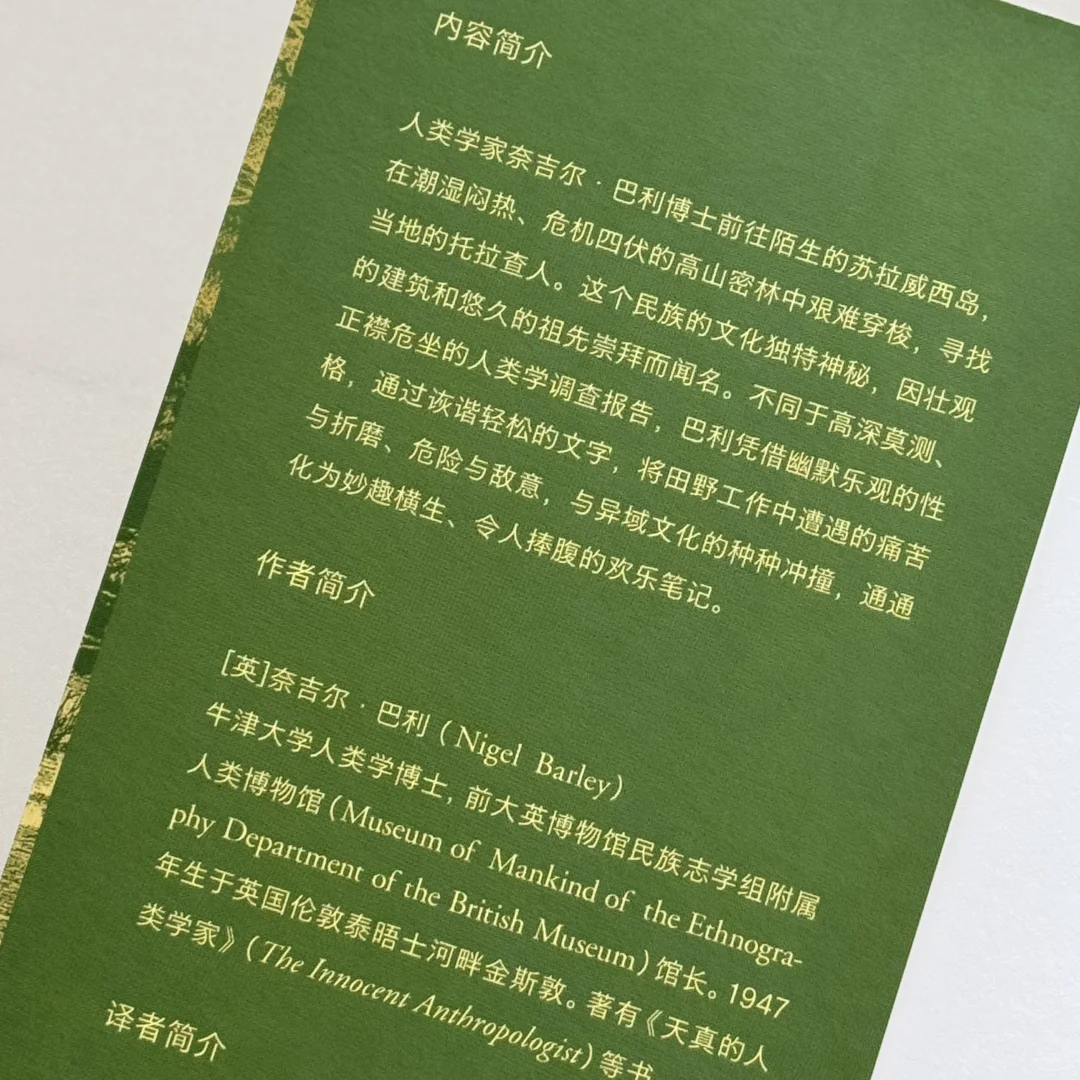 内容简介
人类学家奈吉尔·巴利博士前往陌生的苏拉威西岛，
在潮湿闷热、危机四伏的高山密林中艰难穿梭，寻找
当地的托拉查人。这个民族的文化独特神秘，因壮观
的建筑和悠久的祖先崇拜而闻名。不同于高深莫测、
正襟危坐的人类学调查报告，巴利凭借幽默乐观的性
格，通过诙谐轻松的文字，将田野工作中遭遇的痛苦
与折磨、危险与敌意，与异域文化的种种冲撞，通通
化为妙趣横生、令人捧腹的欢乐笔记。
作者简介
[英]奈吉尔·巴利（Nigel Barley）
牛津大学人类学博士，前大英博物馆民族志学组附属
人类博物馆（Museum of Mankind of the Ethnogra-
phy Department of the British Museum）馆长。1947
年生于英国伦敦泰晤士河畔金斯敦。著有《天真的人
类学家》（The Innocent Anthropologist）等书
译者简介